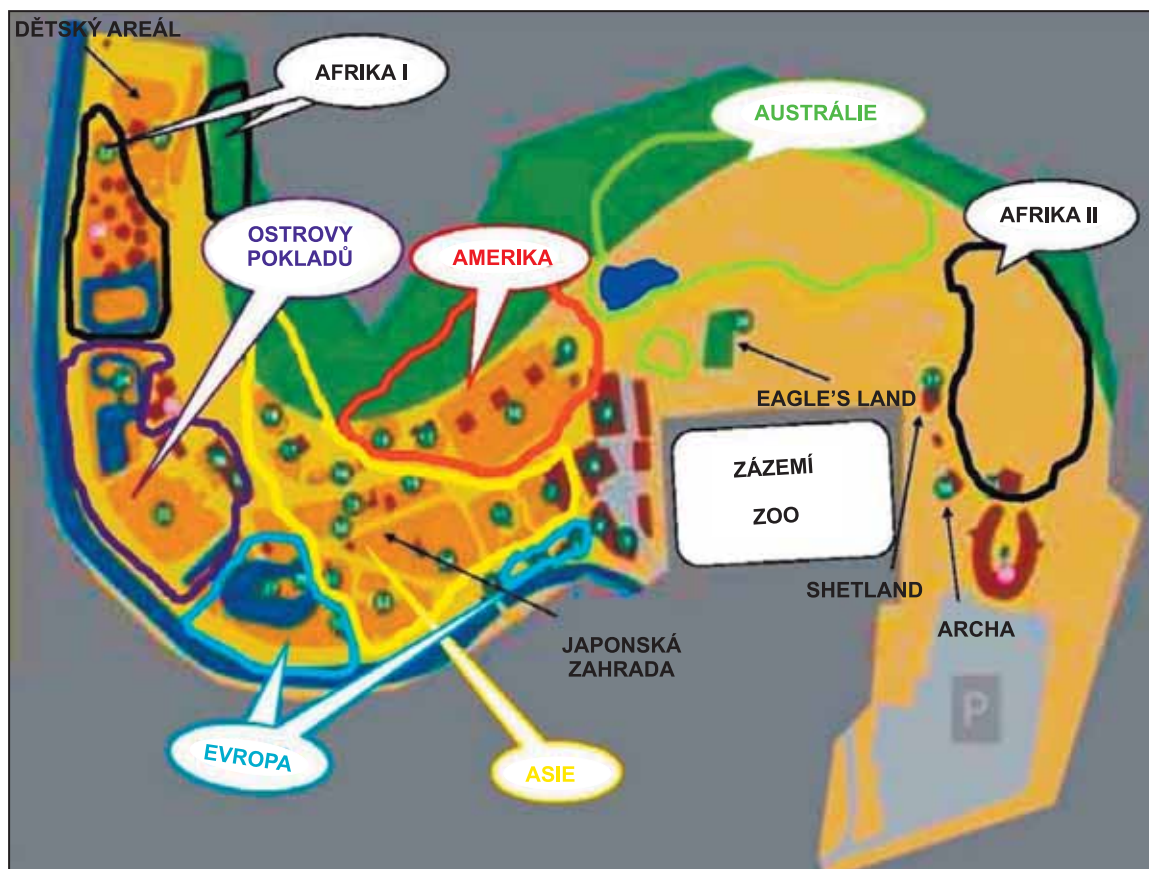 DĚTSKÝ AREÁL
AFRIKA I
AUSTRÁLIE
AFRIKA II
OSTROVY
POKLADŮ
AMERIKA
EAGLE'S LAND
ZÁZEMÍ
ZOO
SHETLAND
ARCHA
JAPONSKÁ
ZAHRADA
P
EVROPA
ASIE